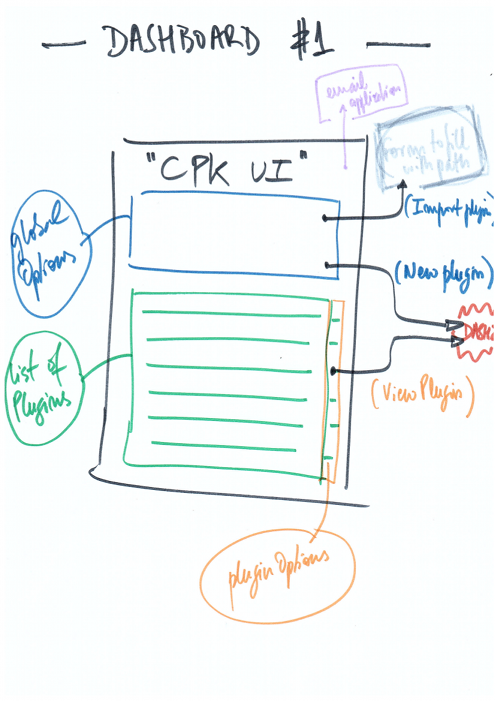 DASHBOARD #1
email
application
Forms to fill
with path
"CPK UI"
global
Options
(Import plugin)
(New plugin)
DASH
List of
Plugins
(View Plugin)
plugin Options